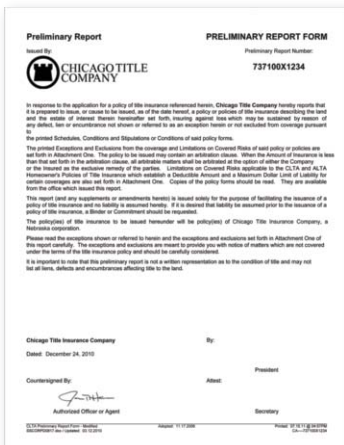 Preliminary Report
PRELIMINARY REPORT FORM
Issued By:
Preliminary Report Number:
CHICAGO TITLE
COMPANY
737100X1234
In response to the application for a policy of title insurance referenced herein, Chicago Title Company hereby reports that
it is prepared to issue, or cause to be issued, as of the date hereof, a policy or policies of title insurance describing the land
and the estate of interest therein hereinafter set forth, insuring against loss which may be sustained by reason of
any defect, lien or encumbrance not shown or referred to as an exception herein or not excluded from coverage pursuant
to
the printed Schedules, Conditions and Stipulations or Conditions of said policy forms.
The printed Exceptions and Exclusions from the coverage and Limitations on Covered Risks of said policy or policies are
set forth in Attachment One. The policy to be issued may contain an arbitration clause. When the Amount of Insurance is less
than that set forth in the arbitration clause, all arbitrable matters shall be arbitrated at the option of either the Company
or the Insured as the exclusive remedy of the parties. Limitations on Covered Risks applicable to the CLTA and ALTA
Homeowner's Policies of Title Insurance which establish a Deductible Amount and a Maximum Dollar Limit of Liability for
certain coverages are also set forth in Attachment One. Copies of the policy forms should be read. They are available
from the office which issued this report.
This report (and any supplements or amendments hereto) is issued solely for the purpose of facilitating the issuance of a
policy of title insurance and no liability is assumed hereby. If it is desired that liability be assumed prior to the issuance of a
policy of title insurance, a Binder or Commitment should be requested.
The policy(ies) of title insurance to be issued hereunder will be policy(ies) of Chicago Title Insurance Company, a
Nebraska corporation.
Please read the exceptions shown or referred to herein and the exceptions and exclusions set forth in Attachment One of
this report carefully. The exceptions and exclusions are meant to provide you with notice of matters which are not covered
under the terms of the title insurance policy and should be carefully considered.
It is important to note that this preliminary report is not a written representation as to the condition of title and may not
list all liens, defects and encumbrances affecting title to the land.
Chicago Title Insurance Company
By:
Dated: December 24, 2010
President
Countersigned By:
Attest:
Authorized Officer or Agent
Secretary
CLTA Preliminary Report Form - Modified